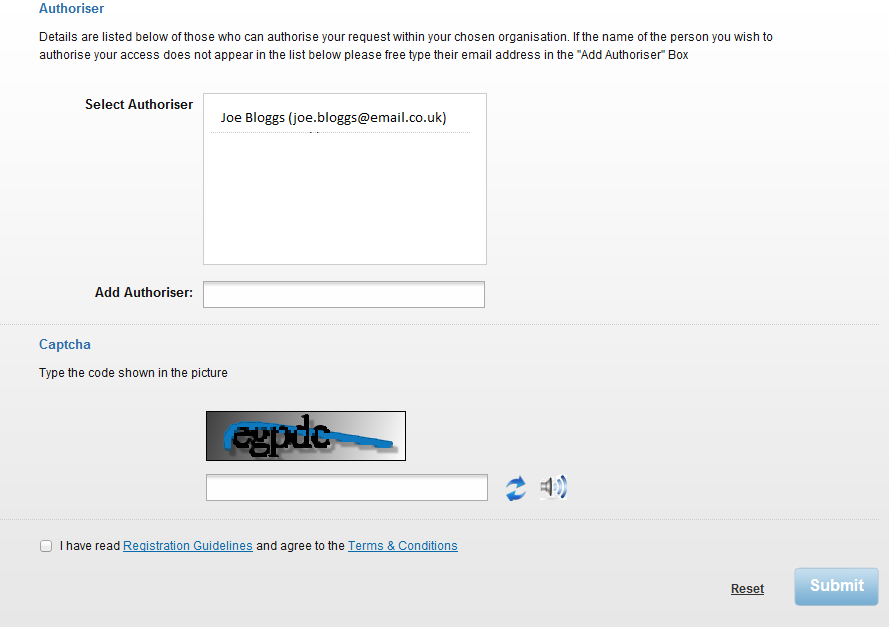 Authoriser
Details are listed below of those who can authorise your request within your chosen organisation. If the name of the person you wish to
authorise your access does not appear in the list below please free type their email address in the "Add Authoriser" Box
Select Authoriser
Joe Bloggs (joe.bloggs@email.co.uk)
Add Authoriser:
Captcha
Type the code shown in the picture
egpdc
I have read Registration Guidelines and agree to the Terms & Conditions
Reset
Submit